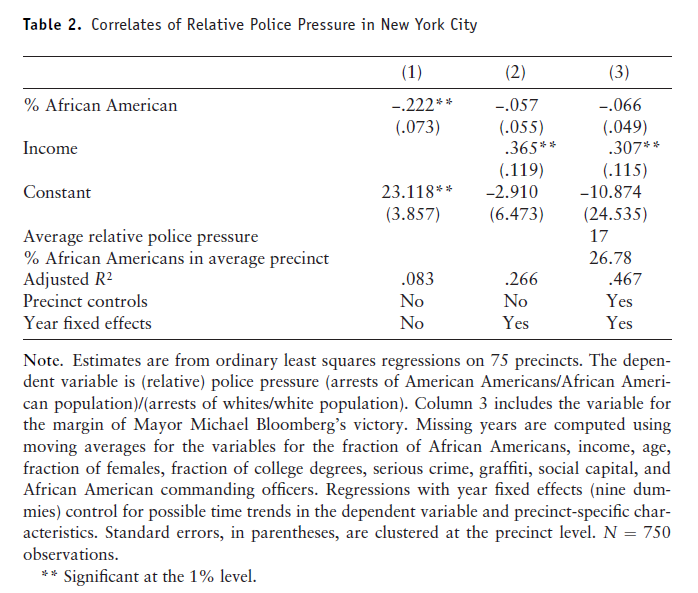 Table 2. Correlates of Relative Police Pressure in New York City
(1) (2) (3)
% African American –.222** –.057 –.066
(.073) (.055) (.049)
Income .365** .307**
(.119) (.115)
Constant 23.118** –2.910 –10.874
(3.857) (6.473) (24.535)
Average relative police pressure 17
% African Americans in average precinct 26.78
Adjusted R² .083 .266 .467
Precinct controls No No Yes
Year fixed effects No Yes Yes
Note. Estimates are from ordinary least squares regressions on 75 precincts. The depen-
dent variable is (relative) police pressure (arrests of American Americans/African Ameri-
can population)/(arrests of whites/white population). Column 3 includes the variable for
the margin of Mayor Michael Bloomberg’s victory. Missing years are computed using
moving averages for the variables for the fraction of African Americans, income, age,
fraction of females, fraction of college degrees, serious crime, graffiti, social capital, and
African American commanding officers. Regressions with year fixed effects (nine dum-
mies) control for possible time trends in the dependent variable and precinct-specific char-
acteristics. Standard errors, in parentheses, are clustered at the precinct level. N = 750
observations.
** Significant at the 1% level.